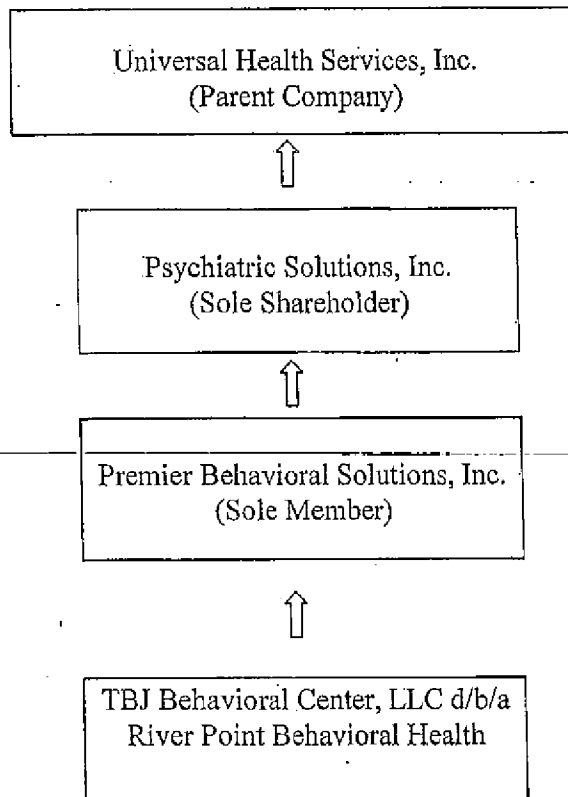 Universal Health Services, Inc.
(Parent Company)
Psychiatric Solutions, Inc.
(Sole Shareholder)
Premier Behavioral Solutions, Inc.
(Sole Member)
TBJ Behavioral Center, LLC d/b/a
River Point Behavioral Health